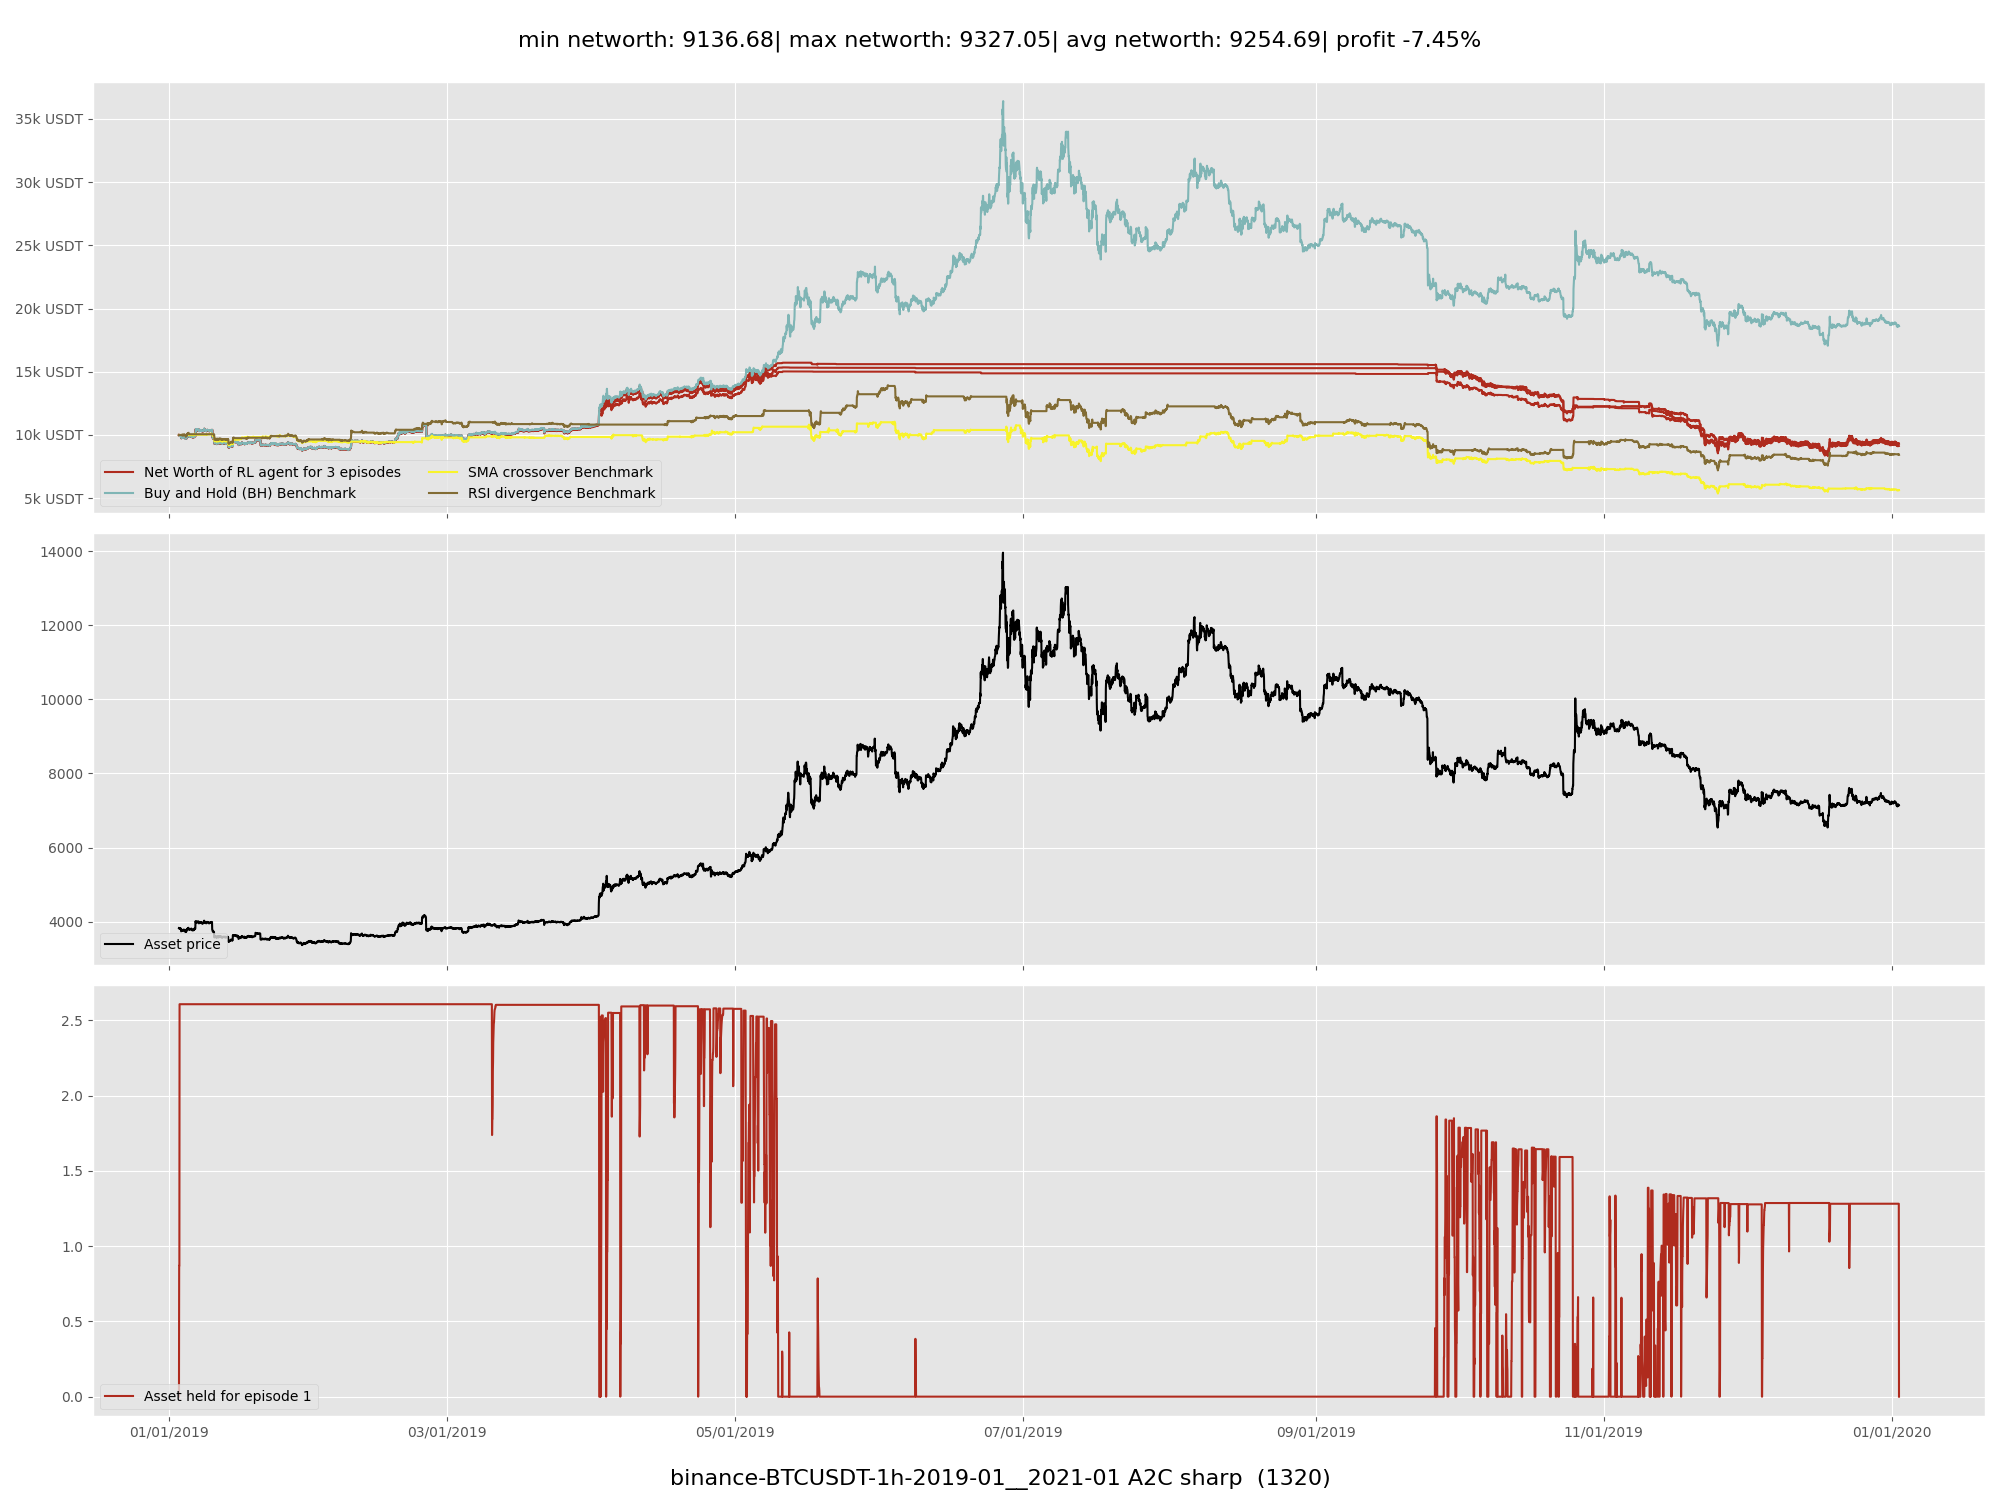 min networth: 9136.68| max networth: 9327.05| avg networth: 9254.69| profit -7.45%
35k USDT
30k USDT
25k USDT
20k USDT
15k USDT
10k USDT
5k USDT
Net Worth of RL agent for 3 episodes
Buy and Hold (BH) Benchmark
SMA crossover Benchmark
RSI divergence Benchmark
14000
12000
10000
8000
6000
4000
Asset price
2.5
2.0
1.5
1.0
0.5
0.0
Asset held for episode 1
01/01/2019
03/01/2019
05/01/2019
07/01/2019
09/01/2019
11/01/2019
01/01/2020
binance-BTCUSDT-1h-2019-01__2021-01 A2C sharp  (1320)